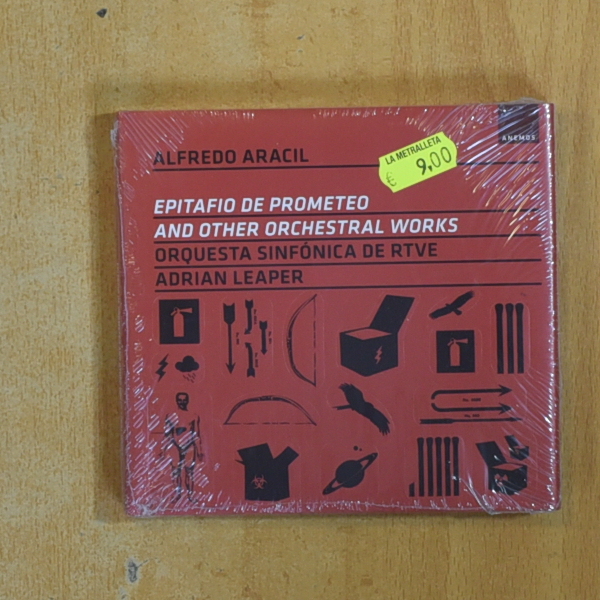 ANEMOS
ALFREDO ARACIL
LA METRALLETA
€ 9,00
EPITAFIO DE PROMETEO
AND OTHER ORCHESTRAL WORKS
ORQUESTA SINFÓNICA DE RTVE
ADRIAN LEAPER